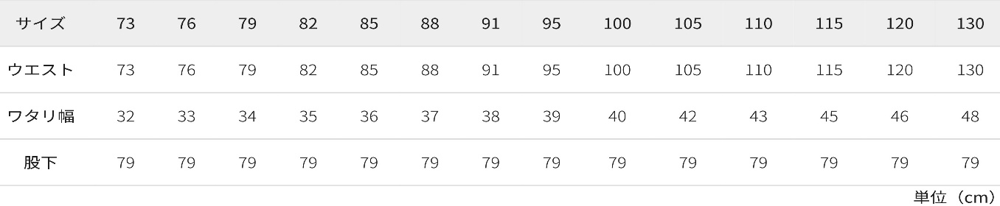 サイズ 73 76 79 82 85 88 91 95 100 105 110 115 120 130
ウエスト 73 76 79 82 85 88 91 95 100 105 110 115 120 130
ワタリ幅 32 33 34 35 36 37 38 39 40 42 43 45 46 48
股下 79 79 79 79 79 79 79 79 79 79 79 79 79 79
単位（cm）